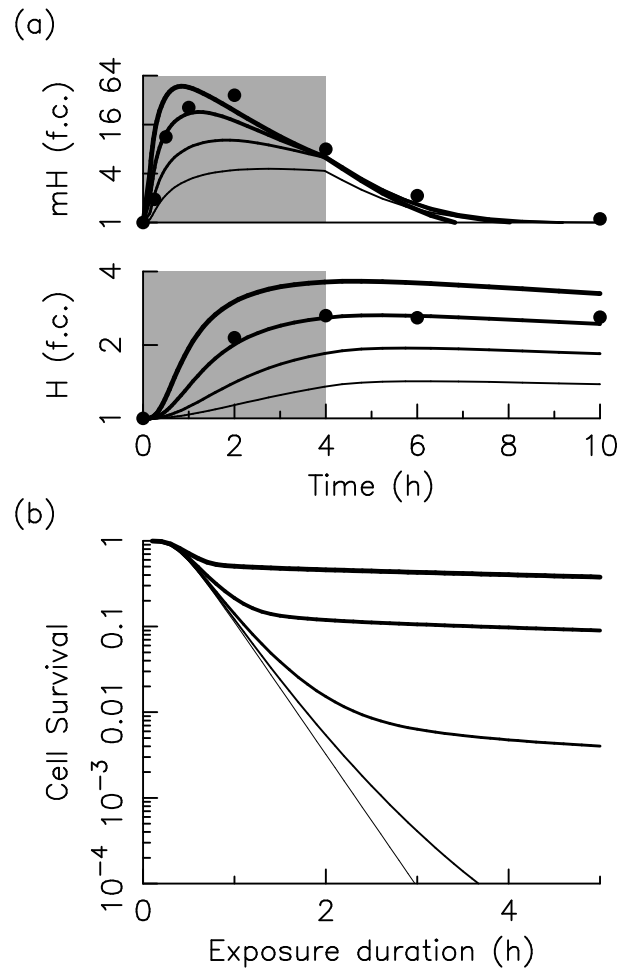 (a)
mH (f.c.)
64
16
4
1
H (f.c.)
4
2
1
0 2 4 6 8 10
Time (h)
(b)
Cell Survival
1
0.1
0.01
10⁻³
10⁻⁴
0 2 4
Exposure duration (h)